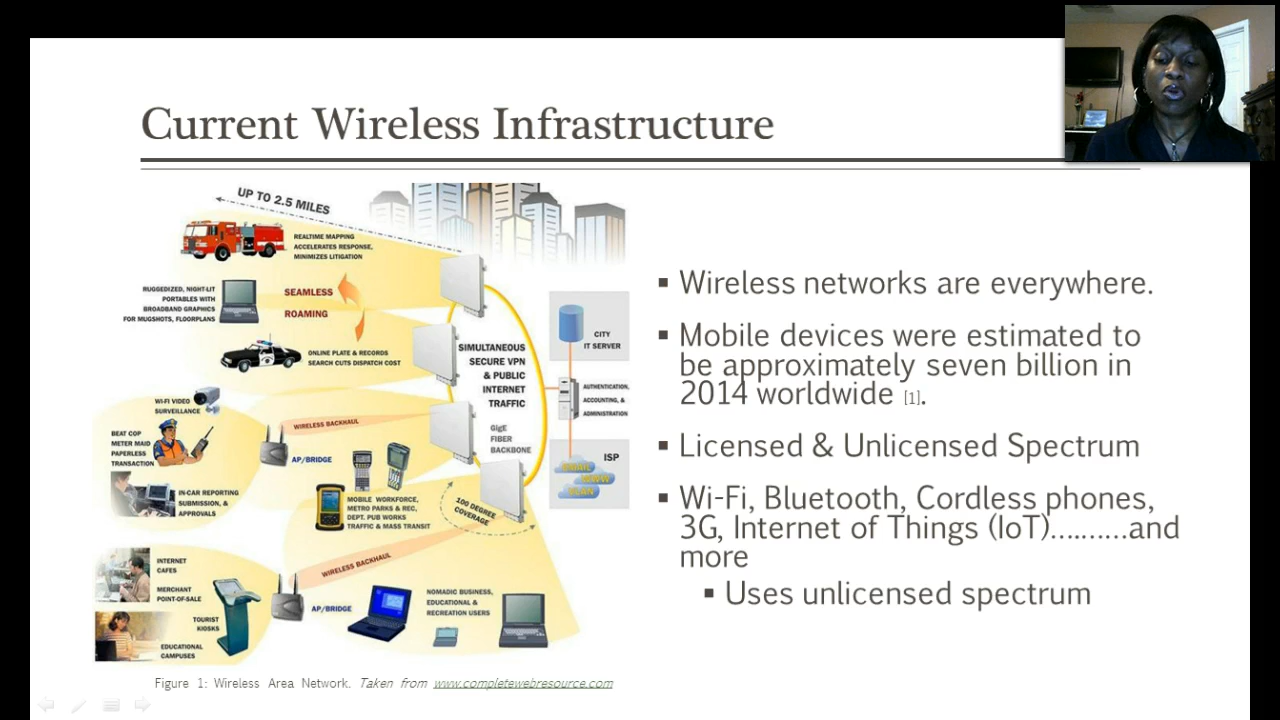 Current Wireless Infrastructure
UP TO 2.5 MILES
REALTIME MAPPING
ACCELERATES RESPONSE,
MINIMIZES LITIGATION
RUGGEDIZED, NIGHT-LIT
PORTABLES WITH
BROADBAND GRAPHICS
FOR MUGSHOTS, FLOORPLANS
SEAMLESS
ROAMING
ONLINE PLATE & RECORDS
SEARCH CUTS DISPATCH COST
SIMULTANEOUS
SECURE VPN
& PUBLIC
INTERNET
TRAFFIC
GigE
FIBER
BACKBONE
CITY
IT SERVER
AUTHENTICATION,
ACCOUNTING, &
ADMINISTRATION
ISP
WI-FI VIDEO
SURVEILLANCE
BEAT COP
METER MAID
PAPERLESS
TRANSACTION
WIRELESS BACKHAUL
AP/BRIDGE
IN-CAR REPORTING
SUBMISSION, &
APPROVALS
MOBILE WORKFORCE,
METRO PARKS & REC,
DEPT. PUB WORKS
TRAFFIC & MASS TRANSIT
100 DEGREE
COVERAGE
INTERNET
CAFES
MERCHANT
POINT-OF-SALE
TOURIST
KIOSKS
EDUCATIONAL
CAMPUSES
WIRELESS BACKHAUL
AP/BRIDGE
NOMADIC BUSINESS,
EDUCATIONAL &
RECREATION USERS
Figure 1: Wireless Area Network. Taken from www.completewebresource.com
▪ Wireless networks are everywhere.
▪ Mobile devices were estimated to
be approximately seven billion in
2014 worldwide [1].
▪ Licensed & Unlicensed Spectrum
▪ Wi-Fi, Bluetooth, Cordless phones,
3G, Internet of Things (IoT)..........and
more
▪ Uses unlicensed spectrum